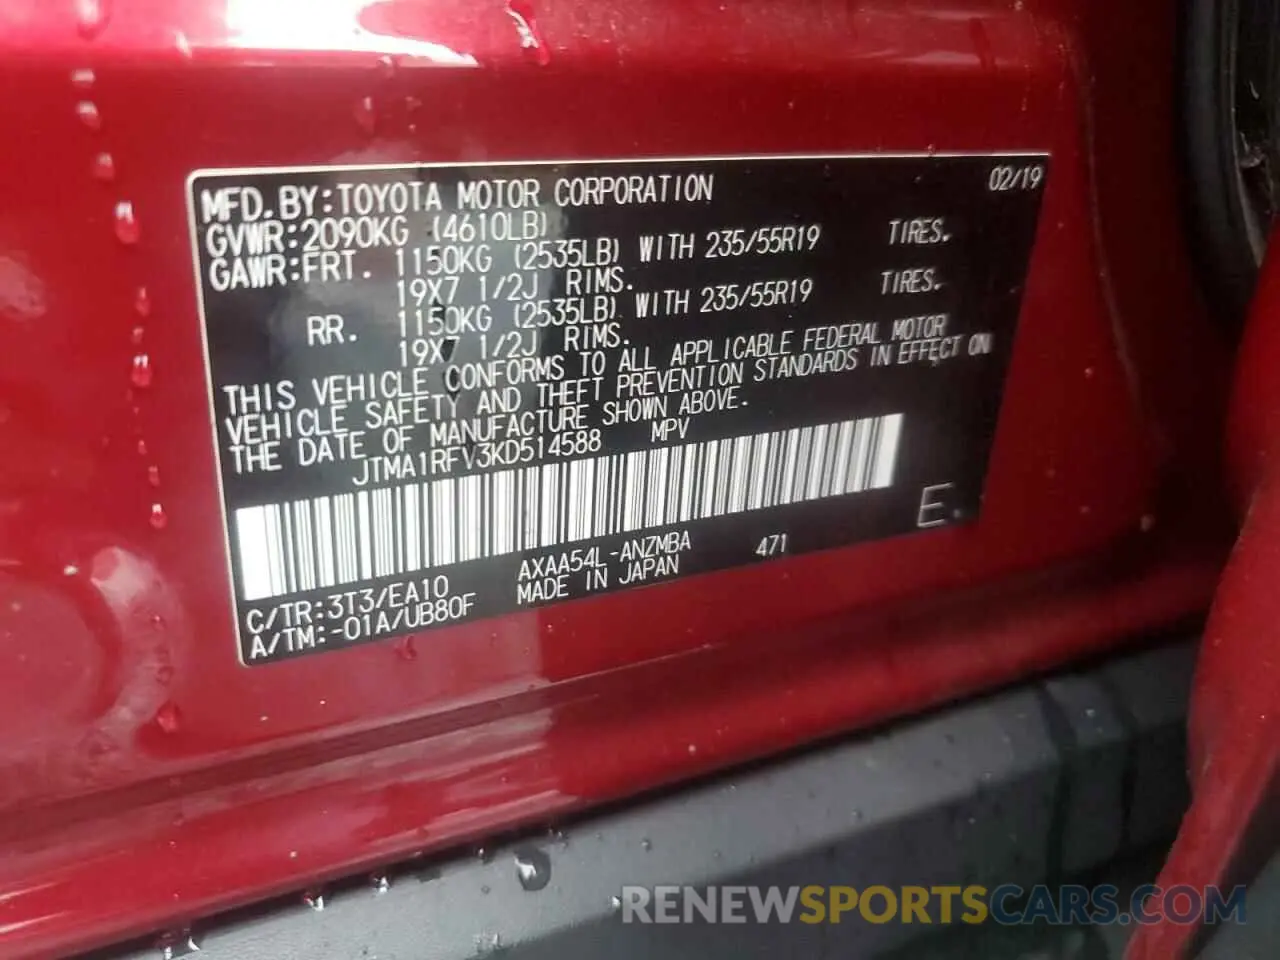 MFD.BY:TOYOTA MOTOR CORPORATION 02/19
GVWR:2090KG (4610LB)
GAWR:FRT. 1150KG (2535LB) WITH 235/55R19 TIRES.
19X7 1/2J RIMS.
RR. 1150KG (2535LB) WITH 235/55R19 TIRES.
19X7 1/2J RIMS.
THIS VEHICLE CONFORMS TO ALL APPLICABLE FEDERAL MOTOR
VEHICLE SAFETY AND THEFT PREVENTION STANDARDS IN EFFECT ON
THE DATE OF MANUFACTURE SHOWN ABOVE.
JTMA1RFV3KD514588 MPV
E.
C/TR:3T3/EA10 AXAA54L-ANZMBA 471
A/TM:-01A/UB80F MADE IN JAPAN
RENEWSPORTSCARS.COM